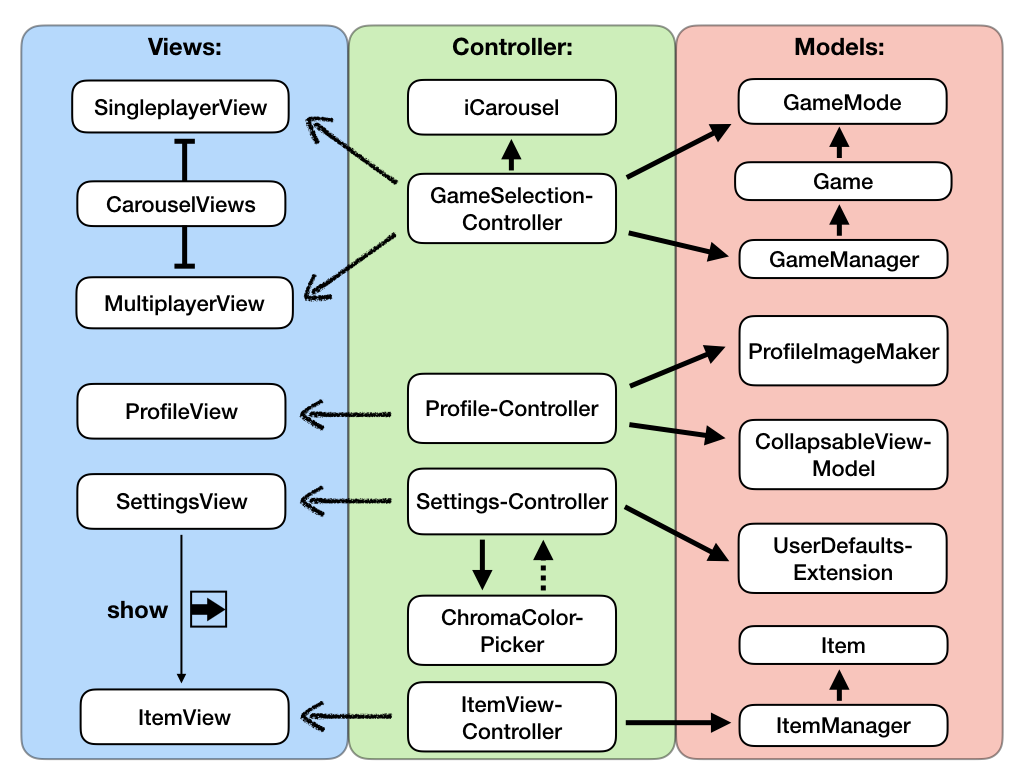 Views:
SingleplayerView
CarouselViews
MultiplayerView
ProfileView
SettingsView
show
ItemView
Controller:
iCarousel
GameSelection-
Controller
Profile-Controller
Settings-Controller
ChromaColor-
Picker
ItemView-
Controller
Models:
GameMode
Game
GameManager
ProfileImageMaker
CollapsableView-
Model
UserDefaults-
Extension
Item
ItemManager